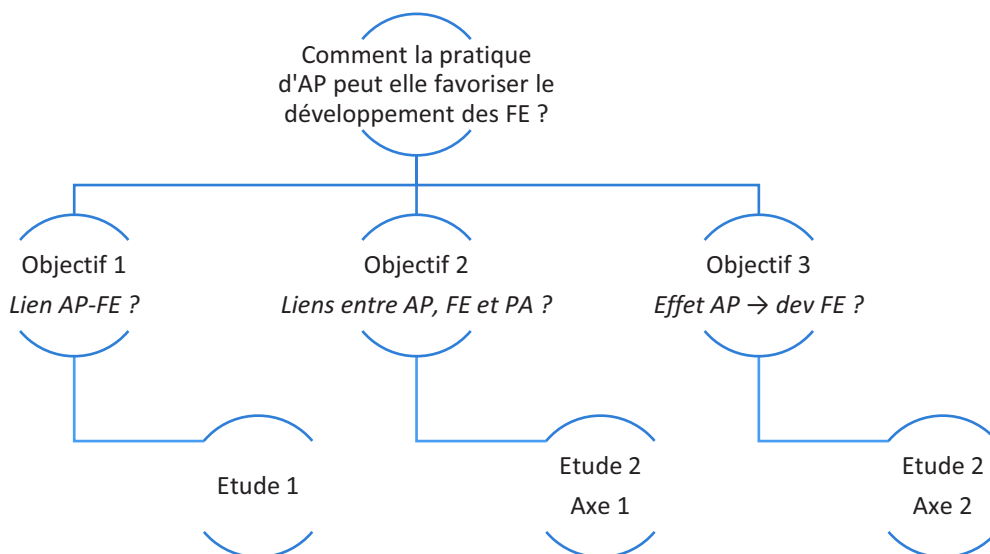 Comment la pratique
d'AP peut elle favoriser le
développement des FE ?
Objectif 1
Lien AP-FE ?
Objectif 2
Liens entre AP, FE et PA ?
Objectif 3
Effet AP → dev FE ?
Etude 1
Etude 2
Axe 1
Etude 2
Axe 2